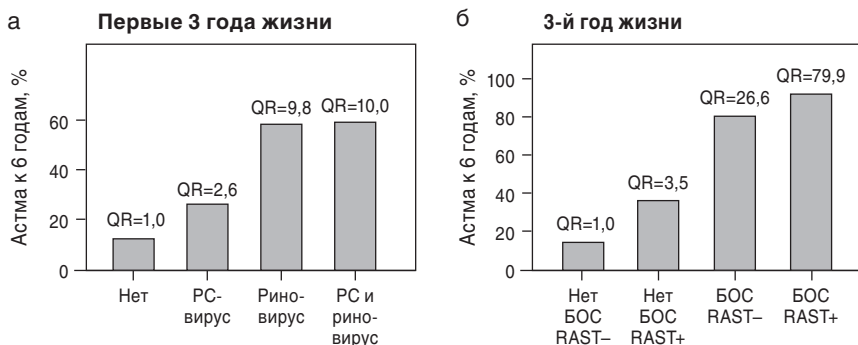 а
Первые 3 года жизни
Астма к 6 годам, %
60
40
20
0
QR=1,0
QR=2,6
QR=9,8
QR=10,0
Нет
РС-
вирус
Рино-
вирус
РС и
рино-
вирус
б
3-й год жизни
Астма к 6 годам, %
100
80
60
40
20
0
QR=1,0
QR=3,5
QR=26,6
QR=79,9
Нет
БОС
RAST–
Нет
БОС
RAST+
БОС
RAST–
БОС
RAST+